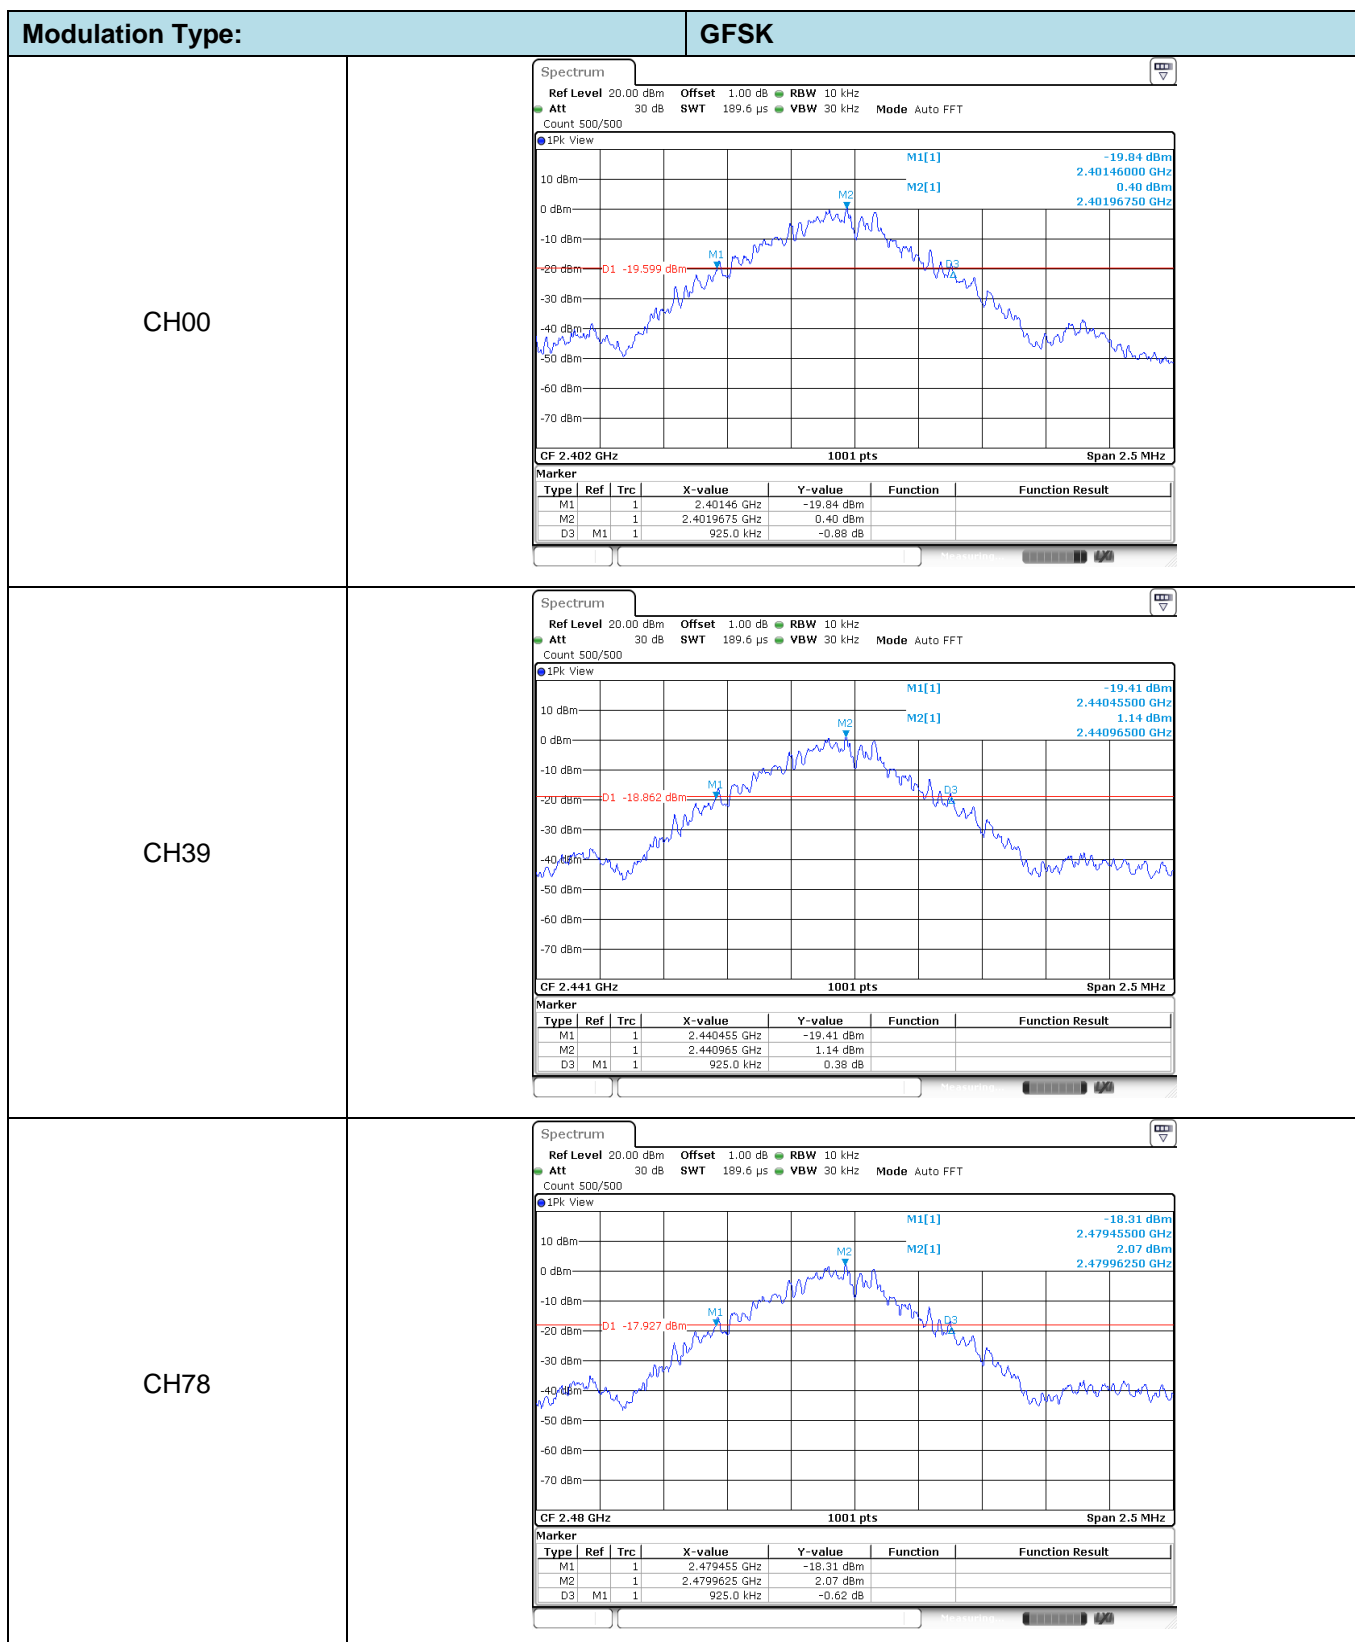 Modulation Type: GFSK
CH00
Spectrum
Ref Level 20.00 dBm Offset 1.00 dB RBW 10 kHz
Att 30 dB SWT 189.6 µs VBW 30 kHz Mode Auto FFT
Count 500/500
1Pk View
M1[1] -19.84 dBm
2.40146000 GHz
10 dBm
M2[1] 0.40 dBm
2.40196750 GHz
M2
0 dBm
-10 dBm
M1
D3
-20 dBm D1 -19.599 dBm
-30 dBm
-40 dBm
-50 dBm
-60 dBm
-70 dBm
CF 2.402 GHz 1001 pts Span 2.5 MHz
Marker
Type Ref Trc X-value Y-value Function Function Result
M1 1 2.40146 GHz -19.84 dBm
M2 1 2.4019675 GHz 0.40 dBm
D3 M1 1 925.0 kHz -0.88 dB
Measuring...
CH39
Spectrum
Ref Level 20.00 dBm Offset 1.00 dB RBW 10 kHz
Att 30 dB SWT 189.6 µs VBW 30 kHz Mode Auto FFT
Count 500/500
1Pk View
M1[1] -19.41 dBm
2.44045500 GHz
10 dBm
M2[1] 1.14 dBm
2.44096500 GHz
M2
0 dBm
-10 dBm
M1
D3
-20 dBm D1 -18.862 dBm
-30 dBm
-40 dBm
-50 dBm
-60 dBm
-70 dBm
CF 2.441 GHz 1001 pts Span 2.5 MHz
Marker
Type Ref Trc X-value Y-value Function Function Result
M1 1 2.440455 GHz -19.41 dBm
M2 1 2.440965 GHz 1.14 dBm
D3 M1 1 925.0 kHz 0.38 dB
Measuring...
CH78
Spectrum
Ref Level 20.00 dBm Offset 1.00 dB RBW 10 kHz
Att 30 dB SWT 189.6 µs VBW 30 kHz Mode Auto FFT
Count 500/500
1Pk View
M1[1] -18.31 dBm
2.47945500 GHz
10 dBm
M2[1] 2.07 dBm
2.47996250 GHz
M2
0 dBm
-10 dBm
M1
D3
-20 dBm D1 -17.927 dBm
-30 dBm
-40 dBm
-50 dBm
-60 dBm
-70 dBm
CF 2.48 GHz 1001 pts Span 2.5 MHz
Marker
Type Ref Trc X-value Y-value Function Function Result
M1 1 2.479455 GHz -18.31 dBm
M2 1 2.4799625 GHz 2.07 dBm
D3 M1 1 925.0 kHz -0.62 dB
Measuring...